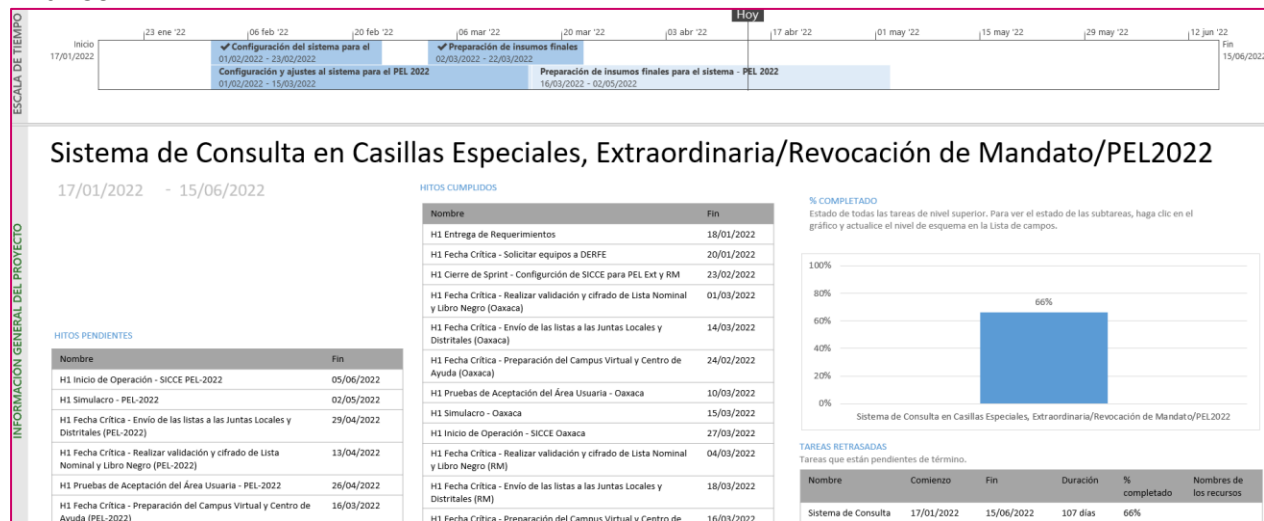 ESCALA DE TIEMPO
Hoy
23 ene '22
06 feb '22
20 feb '22
06 mar '22
20 mar '22
03 abr '22
17 abr '22
01 may '22
15 may '22
29 may '22
12 jun '22
Inicio
17/01/2022
✔ Configuración del sistema para el
01/02/2022 - 23/02/2022
✔ Preparación de insumos finales
02/03/2022 - 22/03/2022
Configuración y ajustes al sistema para el PEL 2022
01/02/2022 - 15/03/2022
Preparación de insumos finales para el sistema - PEL 2022
16/03/2022 - 02/05/2022
Fin
15/06/2022
INFORMACION GENERAL DEL PROYECTO
Sistema de Consulta en Casillas Especiales, Extraordinaria/Revocación de Mandato/PEL2022
17/01/2022 - 15/06/2022
HITOS PENDIENTES
Nombre Fin
H1 Inicio de Operación - SICCE PEL-2022 05/06/2022
H1 Simulacro - PEL-2022 02/05/2022
H1 Fecha Crítica - Envío de las listas a las Juntas Locales y 29/04/2022
Distritales (PEL-2022)
H1 Fecha Crítica - Realizar validación y cifrado de Lista 13/04/2022
Nominal y Libro Negro (PEL-2022)
H1 Pruebas de Aceptación del Área Usuaria - PEL-2022 26/04/2022
H1 Fecha Crítica - Preparación del Campus Virtual y Centro de 16/03/2022
Ayuda (PEL-2022)
HITOS CUMPLIDOS
Nombre Fin
H1 Entrega de Requerimientos 18/01/2022
H1 Fecha Crítica - Solicitar equipos a DERFE 20/01/2022
H1 Cierre de Sprint - Configurción de SICCE para PEL Ext y RM 23/02/2022
H1 Fecha Crítica - Realizar validación y cifrado de Lista Nominal 01/03/2022
y Libro Negro (Oaxaca)
H1 Fecha Crítica - Envío de las listas a las Juntas Locales y 14/03/2022
Distritales (Oaxaca)
H1 Fecha Crítica - Preparación del Campus Virtual y Centro de 24/02/2022
Ayuda (Oaxaca)
H1 Pruebas de Aceptación del Área Usuaria - Oaxaca 10/03/2022
H1 Simulacro - Oaxaca 15/03/2022
H1 Inicio de Operación - SICCE Oaxaca 27/03/2022
H1 Fecha Crítica - Realizar validación y cifrado de Lista Nominal 04/03/2022
y Libro Negro (RM)
H1 Fecha Crítica - Envío de las listas a las Juntas Locales y 18/03/2022
Distritales (RM)
H1 Fecha Crítica - Preparación del Campus Virtual y Centro de 16/03/2022
% COMPLETADO
Estado de todas las tareas de nivel superior. Para ver el estado de las subtareas, haga clic en el
gráfico y actualice el nivel de esquema en la Lista de campos.
100%
80%
60%
40%
20%
0%
66%
Sistema de Consulta en Casillas Especiales, Extraordinaria/Revocación de Mandato/PEL2022
TAREAS RETRASADAS
Tareas que están pendientes de término.
Nombre Comienzo Fin Duración % completado Nombres de los recursos
Sistema de Consulta 17/01/2022 15/06/2022 107 días 66%